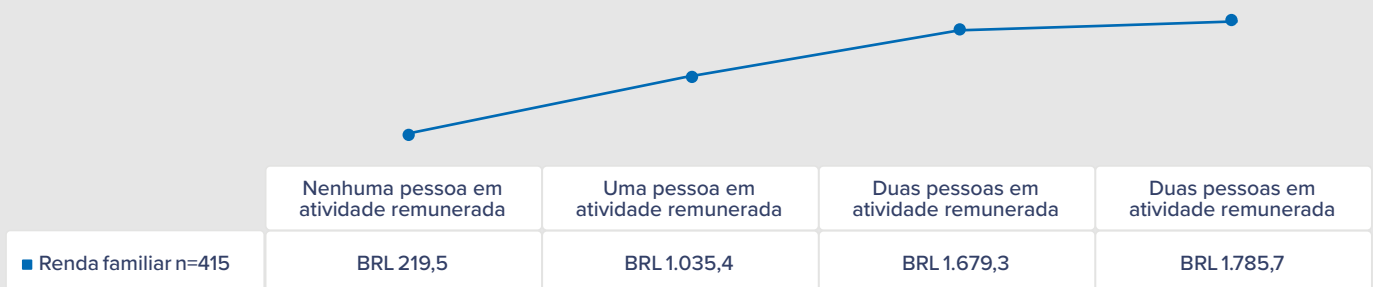 Nenhuma pessoa em
atividade remunerada
Uma pessoa em
atividade remunerada
Duas pessoas em
atividade remunerada
Duas pessoas em
atividade remunerada
Renda familiar n=415
BRL 219,5
BRL 1.035,4
BRL 1.679,3
BRL 1.785,7